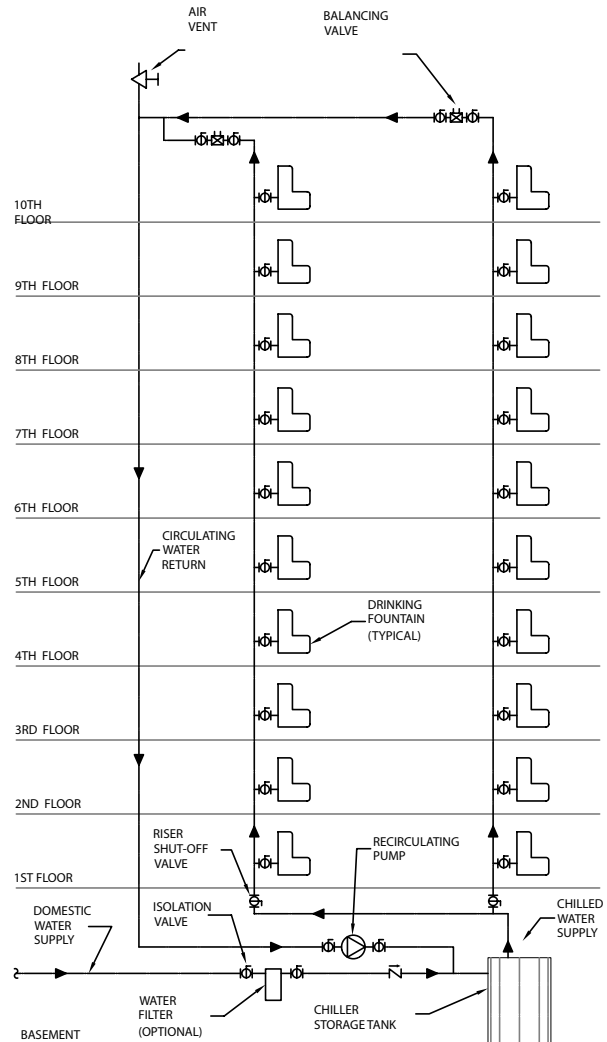 AIR
VENT
BALANCING
VALVE
10TH
FLOOR
9TH FLOOR
8TH FLOOR
7TH FLOOR
6TH FLOOR
CIRCULATING
WATER
RETURN
5TH FLOOR
DRINKING
FOUNTAIN
(TYPICAL)
4TH FLOOR
3RD FLOOR
2ND FLOOR
RISER
SHUT-OFF
VALVE
RECIRCULATING
PUMP
1ST FLOOR
DOMESTIC
WATER
SUPPLY
ISOLATION
VALVE
CHILLED
WATER
SUPPLY
WATER
FILTER
(OPTIONAL)
CHILLER
STORAGE TANK
BASEMENT